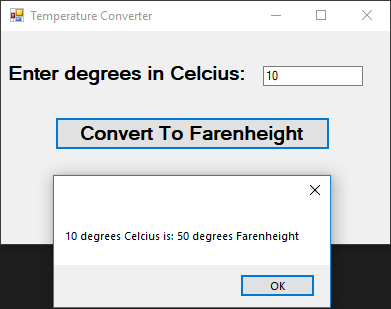 Temperature Converter
Enter degrees in Celcius: 10
Convert To Farenheight
10 degrees Celcius is: 50 degrees Farenheight
OK